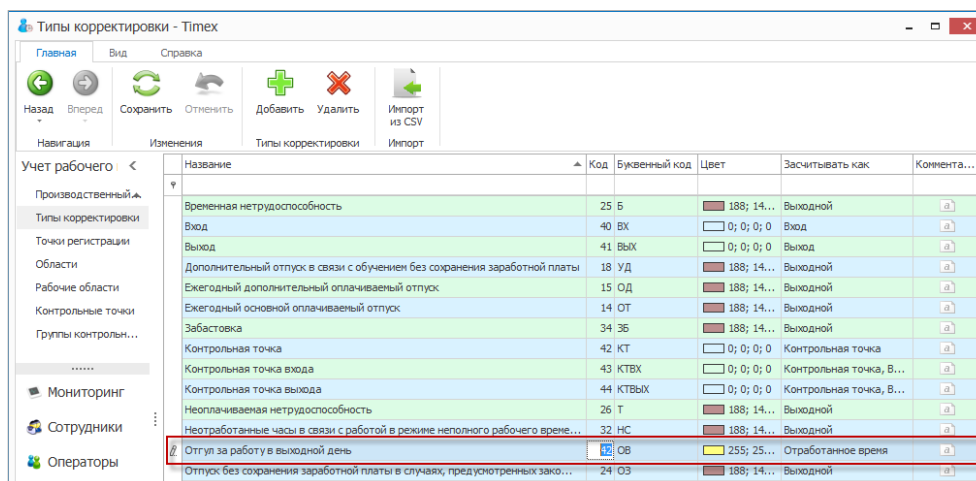 Типы корректировки - Timex
Главная Вид Справка
Назад Вперед Сохранить Отменить Добавить Удалить Импорт из CSV
Навигация Изменения Типы корректировки Импорт
Учет рабочего
Производственный
Типы корректировки
Точки регистрации
Области
Рабочие области
Контрольные точки
Группы контрольн...
Мониторинг
Сотрудники
Операторы
Название Код Буквенный код Цвет Засчитывать как Коммента...
Временная нетрудоспособность 25 Б 188; 14... Выходной
Вход 40 ВХ 0; 0; 0; 0 Вход
Выход 41 ВЫХ 0; 0; 0; 0 Выход
Дополнительный отпуск в связи с обучением без сохранения заработной платы 18 УД 188; 14... Выходной
Ежегодный дополнительный оплачиваемый отпуск 15 ОД 188; 14... Выходной
Ежегодный основной оплачиваемый отпуск 14 ОТ 188; 14... Выходной
Забастовка 34 ЗБ 188; 14... Выходной
Контрольная точка 42 КТ 0; 0; 0; 0 Контрольная точка
Контрольная точка входа 43 КТВХ 0; 0; 0; 0 Контрольная точка, В...
Контрольная точка выхода 44 КТВЫХ 0; 0; 0; 0 Контрольная точка, В...
Неоплачиваемая нетрудоспособность 26 Т 188; 14... Выходной
Неотработанные часы в связи с работой в режиме неполного рабочего време... 32 НС 188; 14... Выходной
Отгул за работу в выходной день 42 ОВ 255; 25... Отработанное время
Отпуск без сохранения заработной платы в случаях, предусмотренных зако... 24 ОЗ 188; 14... Выходной